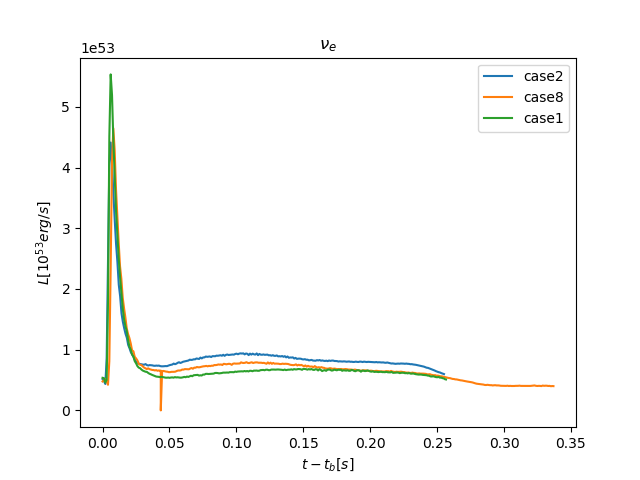 ν_e
1e53
case2
case8
case1
5
4
3
2
1
0
L[10^53 erg/s]
0.00 0.05 0.10 0.15 0.20 0.25 0.30 0.35
t − t_b[s]